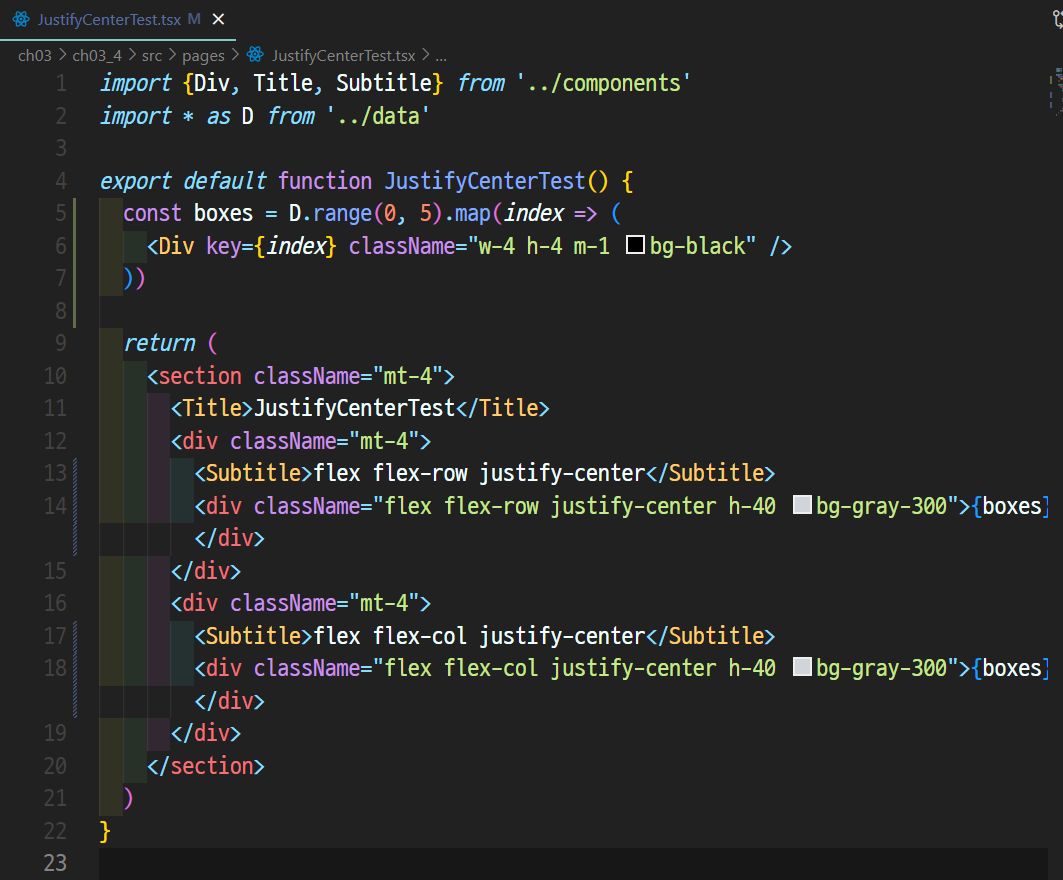 JustifyCenterTest.tsx M ×
ch03 > ch03_4 > src > pages > JustifyCenterTest.tsx > ...
1 import {Div, Title, Subtitle} from '../components'
2 import * as D from '../data'
3
4 export default function JustifyCenterTest() {
5   const boxes = D.range(0, 5).map(index => (
6     <Div key={index} className="w-4 h-4 m-1 bg-black" />
7   ))
8
9   return (
10     <section className="mt-4">
11       <Title>JustifyCenterTest</Title>
12       <div className="mt-4">
13         <Subtitle>flex flex-row justify-center</Subtitle>
14         <div className="flex flex-row justify-center h-40 bg-gray-300">{boxes}
        </div>
15       </div>
16       <div className="mt-4">
17         <Subtitle>flex flex-col justify-center</Subtitle>
18         <div className="flex flex-col justify-center h-40 bg-gray-300">{boxes}
        </div>
19       </div>
20     </section>
21   )
22 }
23